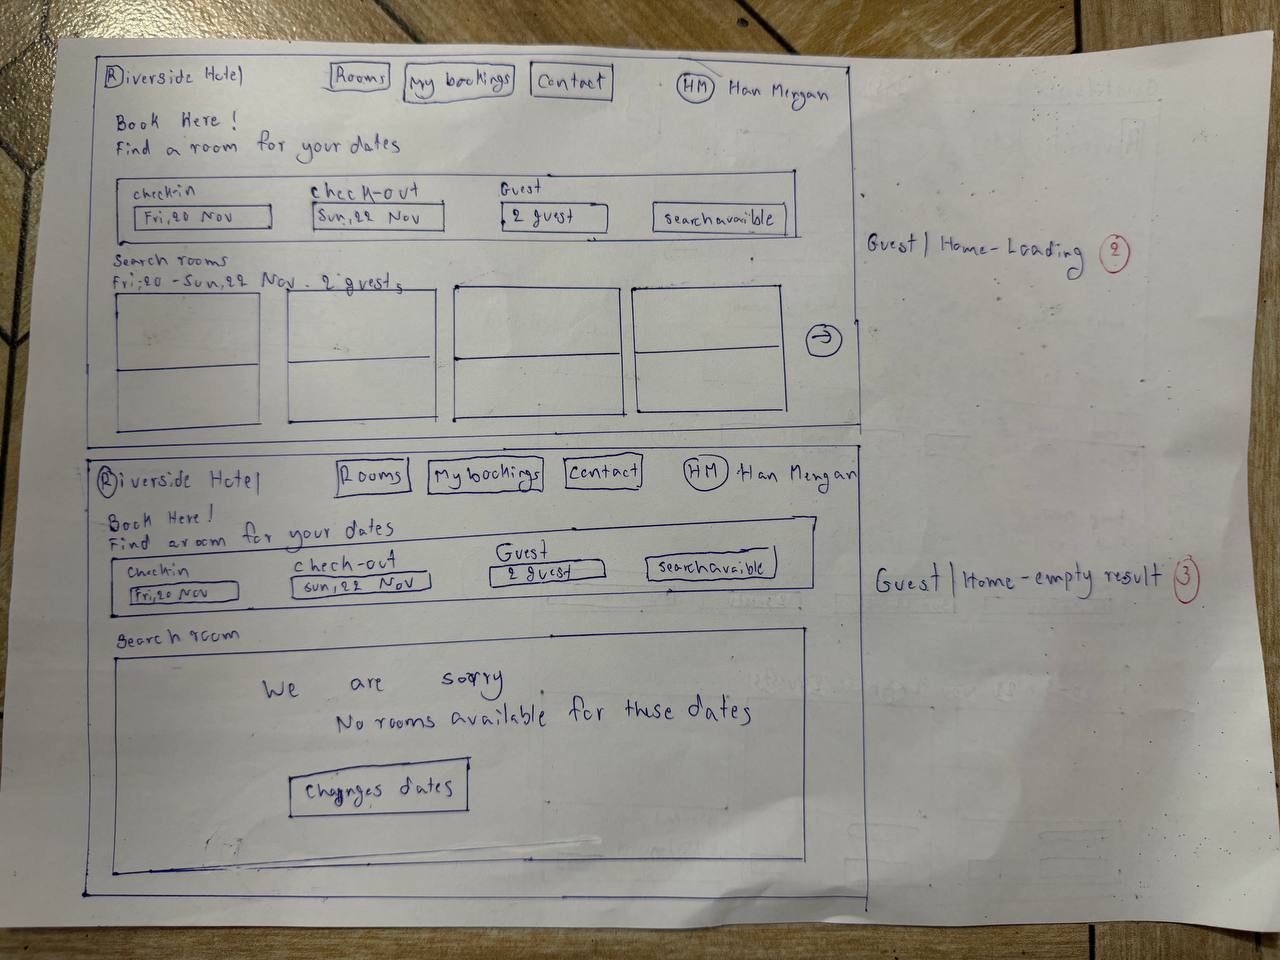 Riverside Hotel Rooms My bookings Contact HM Han Mengan
Book Here!
Find a room for your dates
check-in check-out Guest
Fri,20 Nov Sun,22 Nov 2 guest searchavaible
Search rooms
Fri,20 - Sun,22 Nov . 2 guests
Guest | Home-Loading 2
Riverside Hotel Rooms My bookings Contact HM Han Mengan
Book Here!
Find a room for your dates
Checkin check-out Guest
Fri,20 Nov Sun,22 Nov 2 guest searchavaible
Guest | Home-empty result 3
Search room
We are sorry
No rooms available for these dates
Changes dates